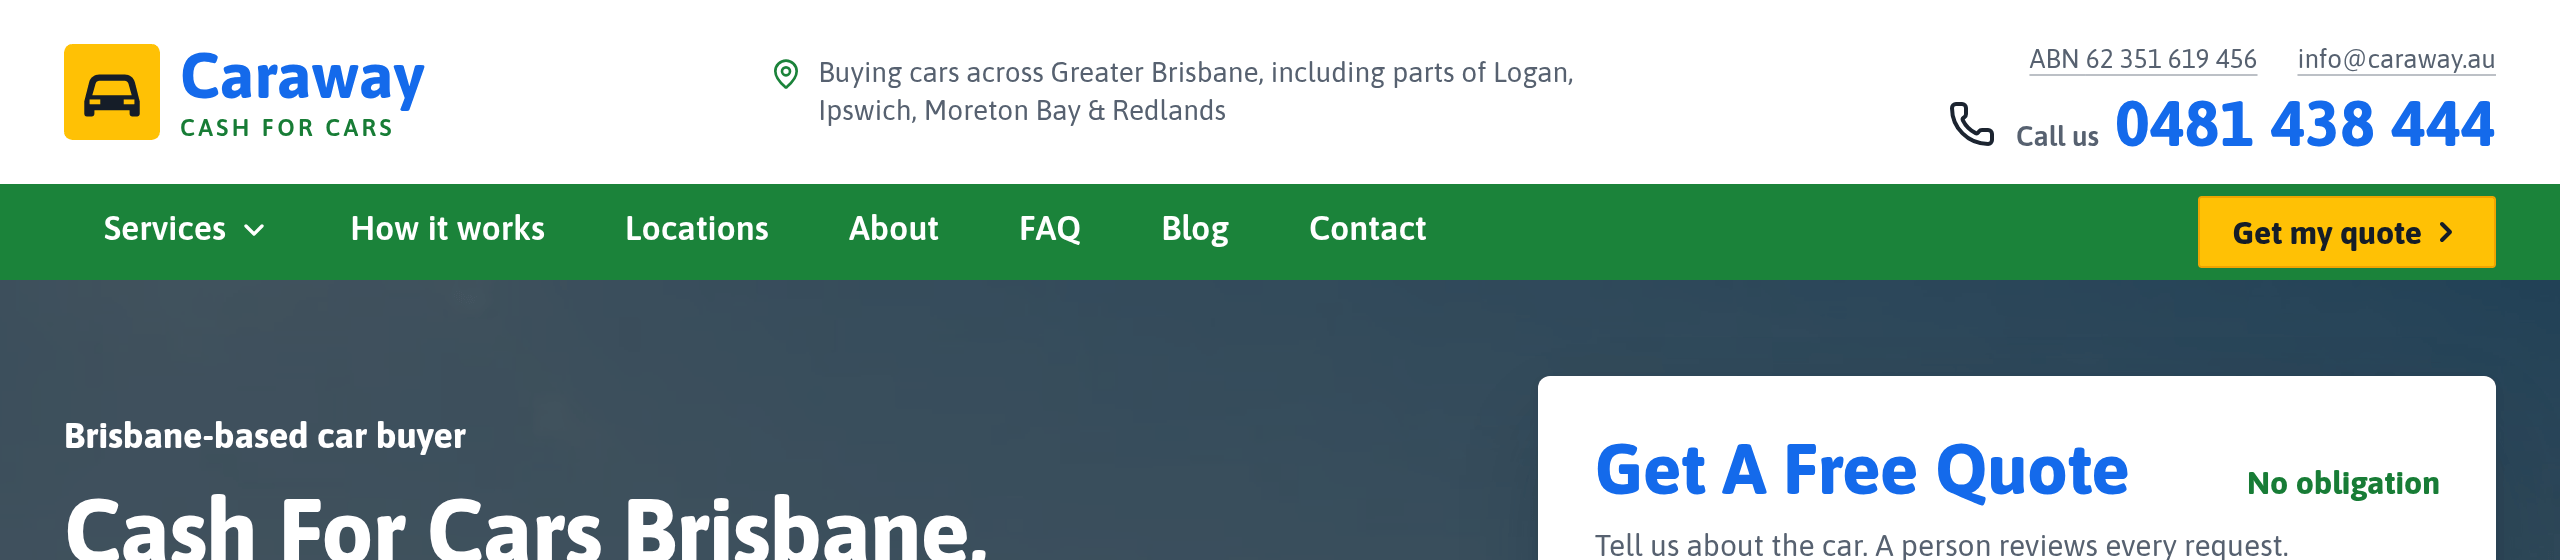 Caraway
CASH FOR CARS
Buying cars across Greater Brisbane, including parts of Logan,
Ipswich, Moreton Bay & Redlands
ABN 62 351 619 456 info@caraway.au
Call us 0481 438 444
Services How it works Locations About FAQ Blog Contact Get my quote
Brisbane-based car buyer
Cash For Cars Brisbane.
Get A Free Quote
No obligation
Tell us about the car. A person reviews every request.